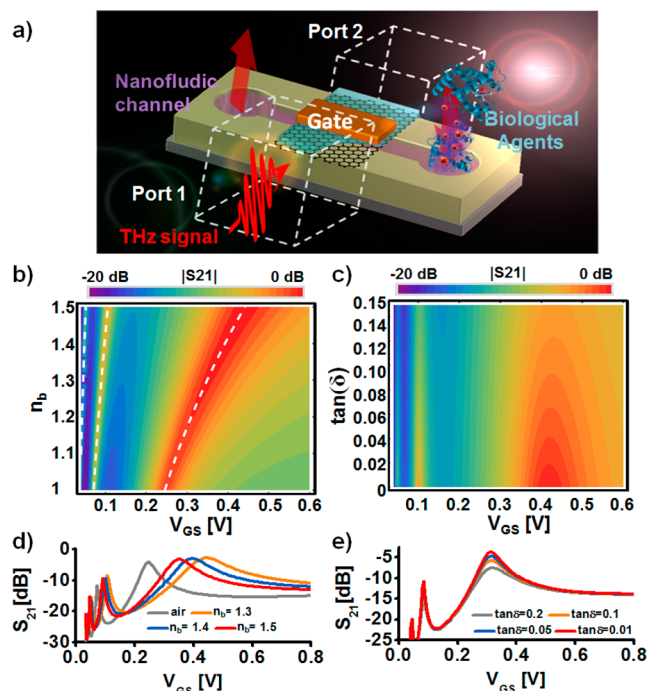 a)
Port 2
Nanofludic
channel
Gate
Biological
Agents
Port 1
THz signal
b)
-20 dB |S21| 0 dB
c)
-20 dB |S21| 0 dB
1.5
1.4
1.3
1.2
1.1
1
n_b
0.1 0.2 0.3 0.4 0.5 0.6
V_GS [V]
0.15
0.14
0.12
0.10
0.08
0.06
0.04
0.02
0
tan(δ)
0.1 0.2 0.3 0.4 0.5 0.6
V_GS [V]
d)
0
-10
-20
-30
S_21 [dB]
air n_b= 1.3
n_b= 1.4 n_b= 1.5
0.0 0.2 0.4 0.6 0.8
V_GS [V]
e)
-5
-10
-15
-20
-25
S_21 [dB]
tanδ=0.2 tanδ=0.1
tanδ=0.05 tanδ=0.01
0.0 0.2 0.4 0.6 0.8
V_GS [V]